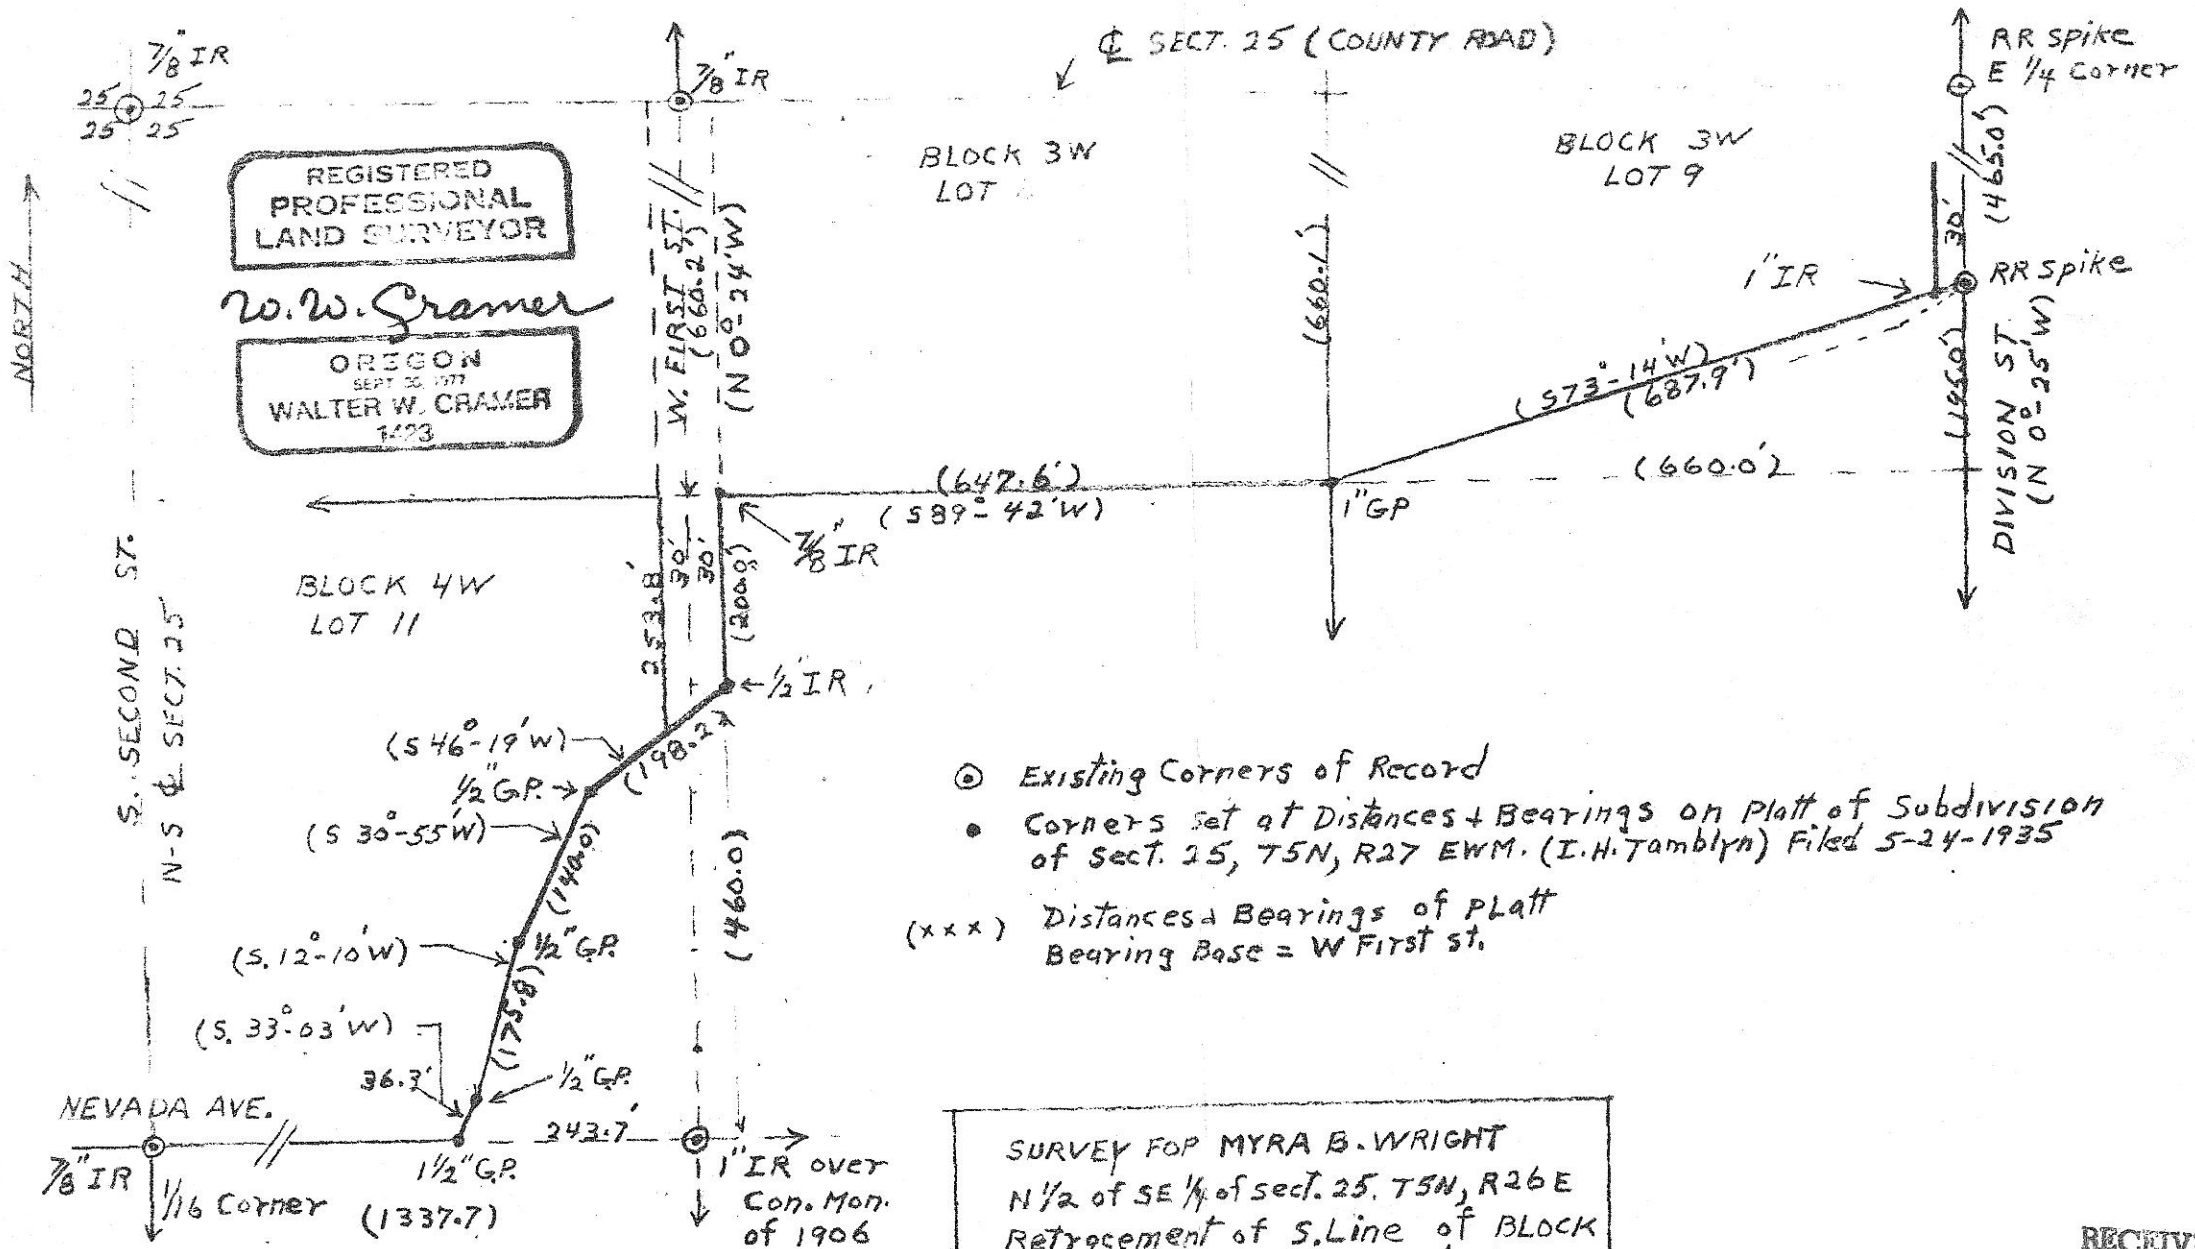 7/8" IR
25 25
25 25
7/8" IR
℄ SECT. 25 (COUNTY ROAD)
RR Spike
E 1/4 Corner
(465.0')
30'
REGISTERED
PROFESSIONAL
LAND SURVEYOR
W.W. Cramer
OREGON
SEPT 30, 1977
WALTER W. CRAMER
1423
NORTH
W. FIRST ST.
(660.2')
(N 0°-24'W)
BLOCK 3W
LOT
BLOCK 3W
LOT 9
(660.1')
1" IR
RR Spike
(S73°-14'W)
(687.9')
(195.0')
DIVISION ST
(N 0°-25'W)
(660.0')
(647.6')
(S89°-42'W)
1" GP
7/8" IR
BLOCK 4W
LOT 11
252.8'
30'
30'
(200.0')
1/2" IR
S. SECOND ST.
N-S ℄ SECT. 25
(S 46°-19'W)
(198.2')
1/2" G.P.
(S 30°-55'W)
(140.0)
1/2" G.P.
(S. 12°-10'W)
(175.8)
(460.0)
(S. 33°-03'W)
36.3'
1/2" G.P.
NEVADA AVE.
243.7'
7/8" IR
1/16 Corner
1 1/2" G.P.
(1337.7)
1" IR over
Con. Mon.
of 1906
Existing Corners of Record
Corners set at Distances & Bearings on Platt of Subdivision
of Sect. 25, T5N, R27 EWM. (I.H. Tamblyn) Filed 5-24-1935
(xxx) Distances & Bearings of PLatt
Bearing Base = W First st.
SURVEY FOR MYRA B. WRIGHT
N 1/2 of SE 1/4 of sect. 25. T5N, R26E
Retracement of S. Line of BLOCK